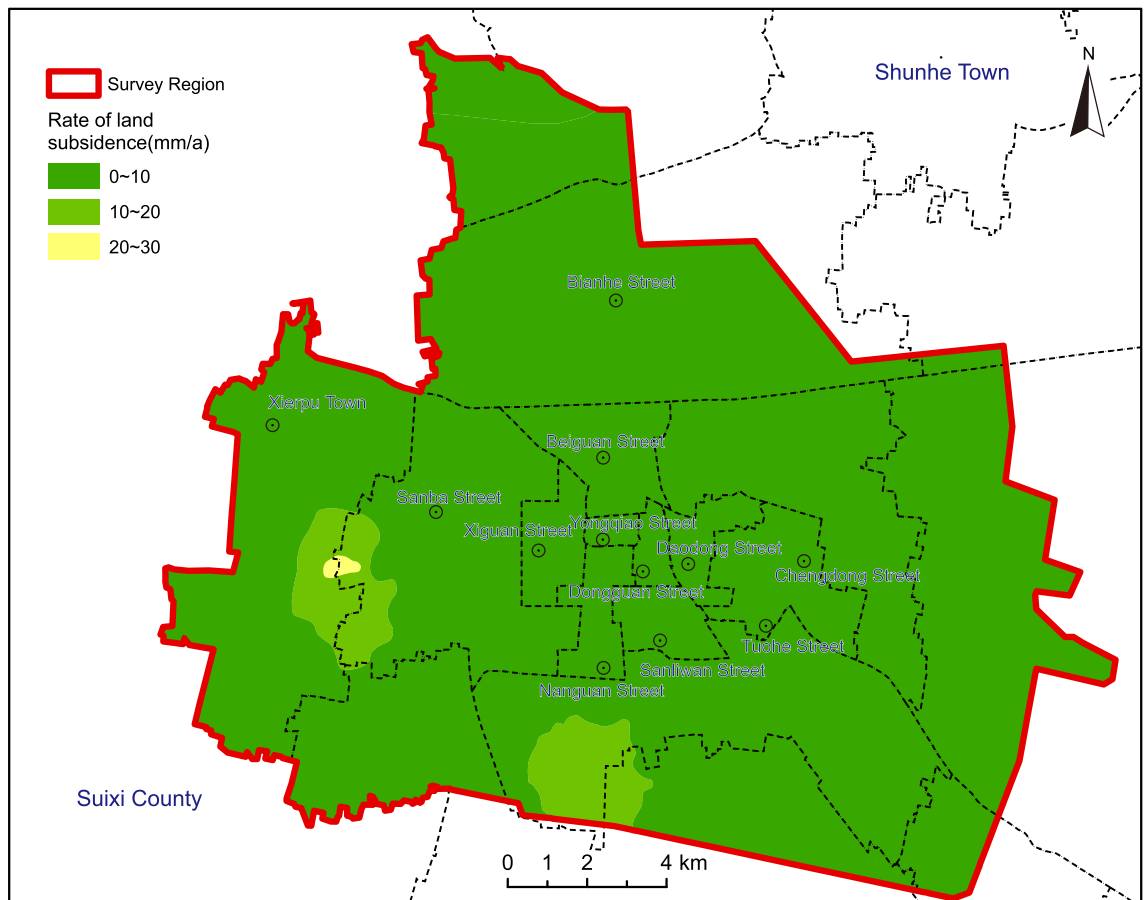 N
Shunhe Town
Survey Region
Rate of land
subsidence(mm/a)
0~10
10~20
20~30
Bianhe Street
Xierpu Town
Beiguan Street
Sanba Street
Xiguan Street
Yongqiao Street
Daodong Street
Chengdong Street
Dongguan Street
Tuohe Street
Sanliwan Street
Nanguan Street
Suixi County
0 1 2 4 km